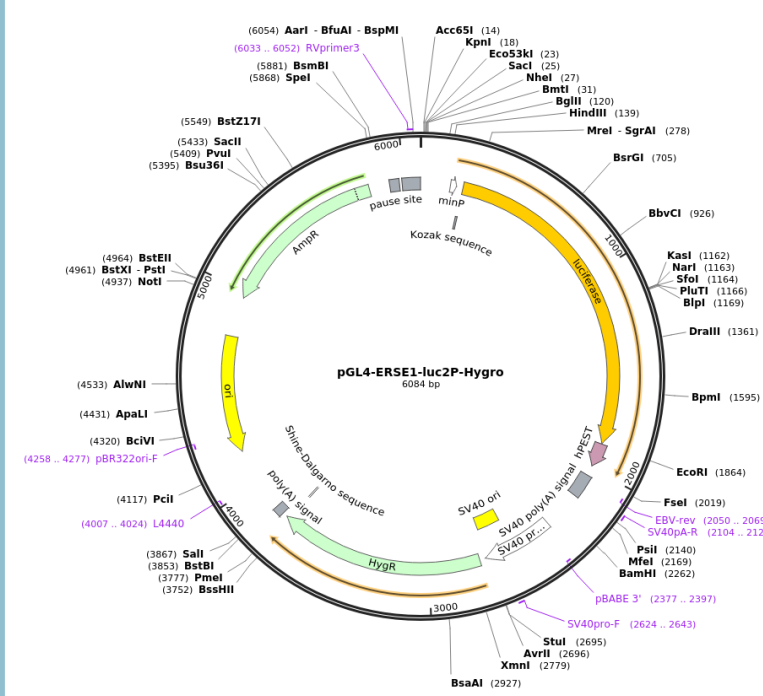 (6054) AarI - BfuAI - BspMI
(6033 .. 6052) RVprimer3
(5881) BsmBI
(5868) SpeI
(5549) BstZ17I
(5433) SacII
(5409) PvuI
(5395) Bsu36I
(4964) BstEII
(4961) BstXI - PstI
(4937) NotI
(4533) AlwNI
(4431) ApaLI
(4320) BciVI
(4258 .. 4277) pBR322ori-F
(4117) PciI
(4007 .. 4024) L4440
(3867) SalI
(3853) BstBI
(3777) PmeI
(3752) BssHII
Acc65I (14)
KpnI (18)
Eco53kI (23)
SacI (25)
NheI (27)
BmtI (31)
BglII (120)
HindIII (139)
MreI - SgrAI (278)
BsrGI (705)
BbvCI (926)
KasI (1162)
NarI (1163)
SfoI (1164)
PluTI (1166)
BlpI (1169)
DraIII (1361)
BpmI (1595)
EcoRI (1864)
FseI (2019)
EBV-rev (2050 .. 2069
SV40pA-R (2104 .. 212
PsiI (2140)
MfeI (2169)
BamHI (2262)
pBABE 3' (2377 .. 2397)
SV40pro-F (2624 .. 2643)
StuI (2695)
AvrII (2696)
XmnI (2779)
BsaAI (2927)
6000
1000
2000
3000
4000
5000
pause site
minP
Kozak sequence
AmpR
luciferase
ori
pGL4-ERSE1-luc2P-Hygro
6084 bp
hPEST
Shine-Dalgarno sequence
poly(A) signal
SV40 ori
SV40 poly(A) signal
SV40 pr...
HygR